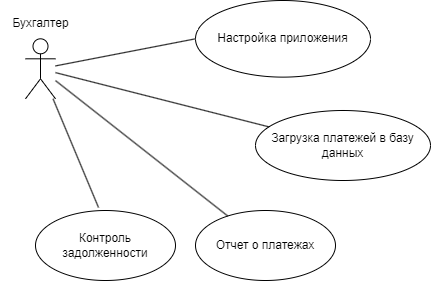 Бухгалтер
Настройка приложения
Загрузка платежей в базу
данных
Контроль
задолженности
Отчет о платежах